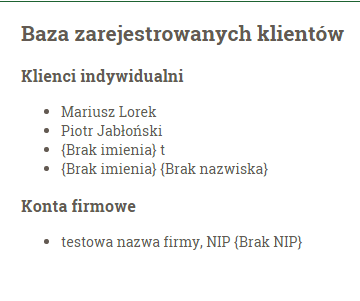 Baza zarejestrowanych klientów
Klienci indywidualni
Mariusz Lorek
Piotr Jabłoński
{Brak imienia} t
{Brak imienia} {Brak nazwiska}
Konta firmowe
testowa nazwa firmy, NIP {Brak NIP}